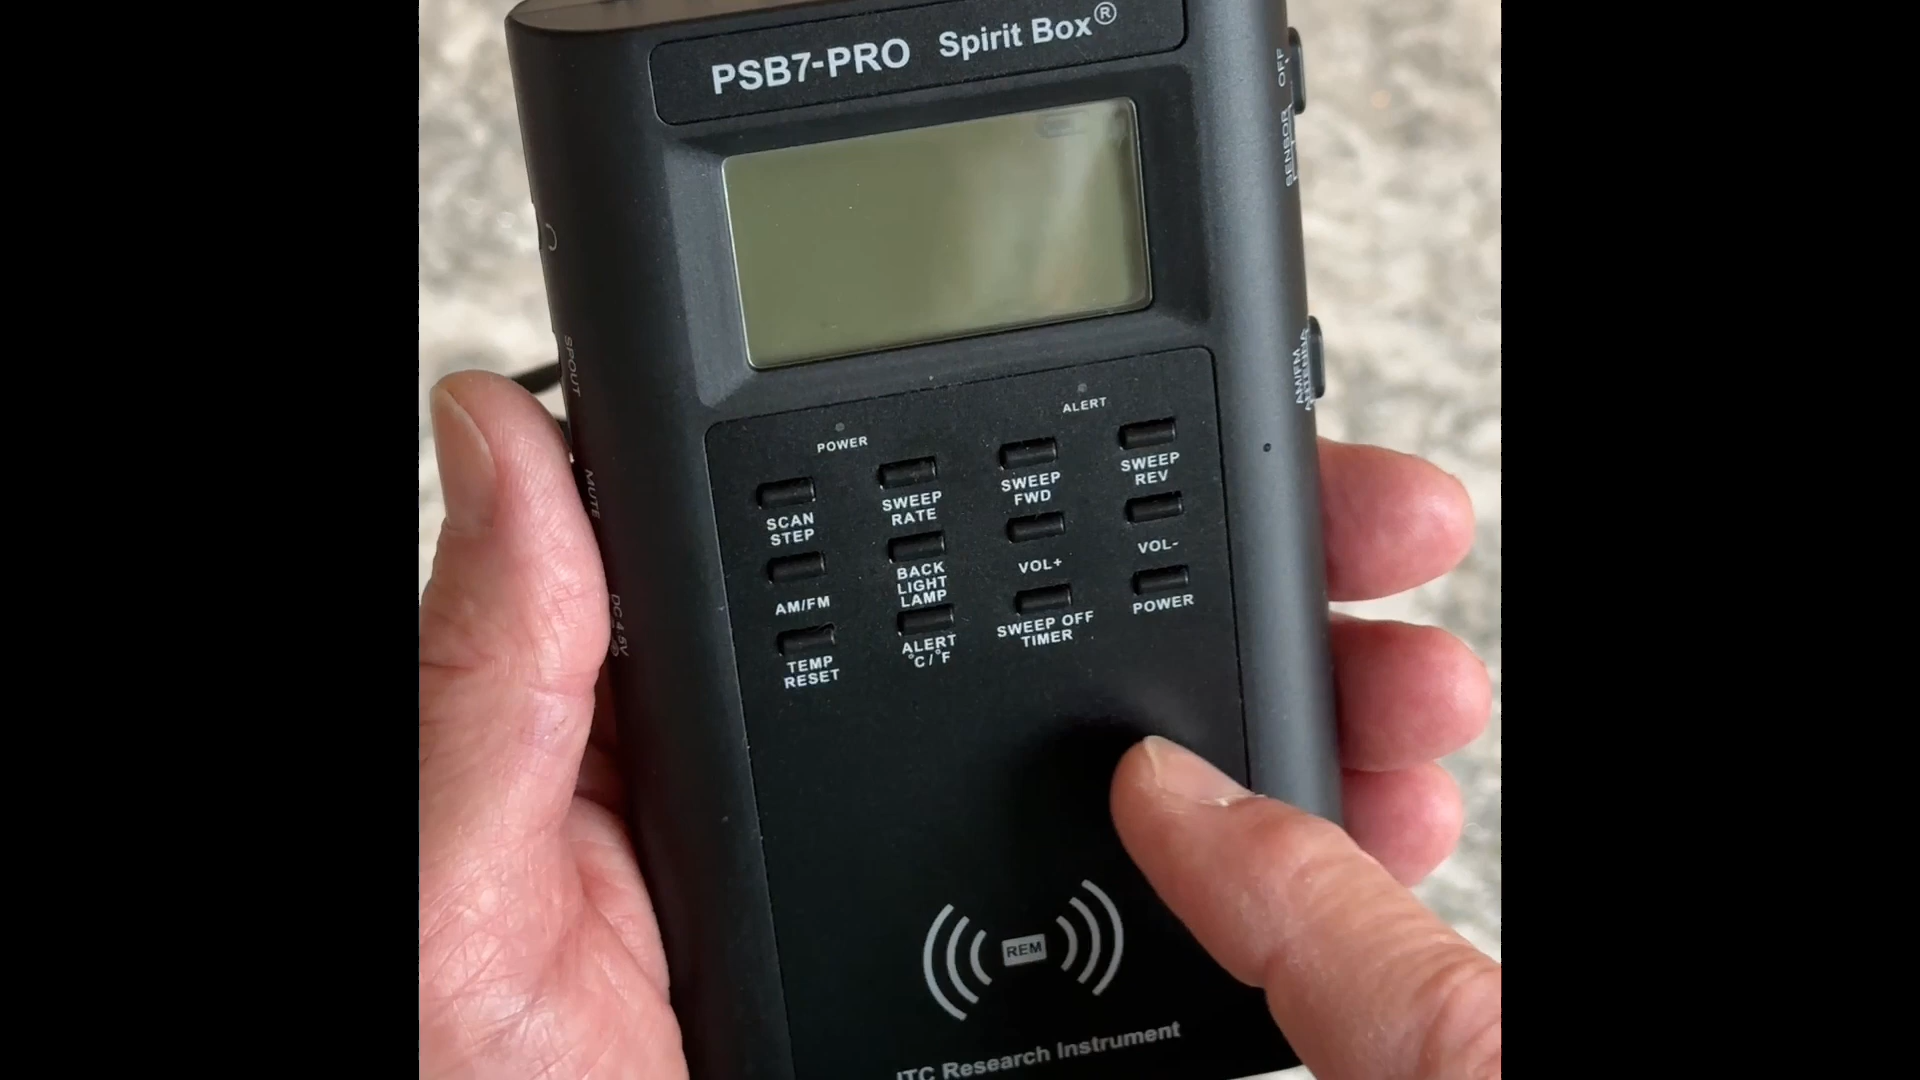 PSB7-PRO Spirit Box®
SENSOR OFF
SPOUT
AM/FM
ANTENNA
MUTE
DC 4.5V
POWER
ALERT
SCAN
STEP
SWEEP
RATE
SWEEP
FWD
SWEEP
REV
AM/FM
BACK
LIGHT
LAMP
VOL+
VOL-
TEMP
RESET
ALERT
°C/°F
SWEEP OFF
TIMER
POWER
REM
ITC Research Instrument